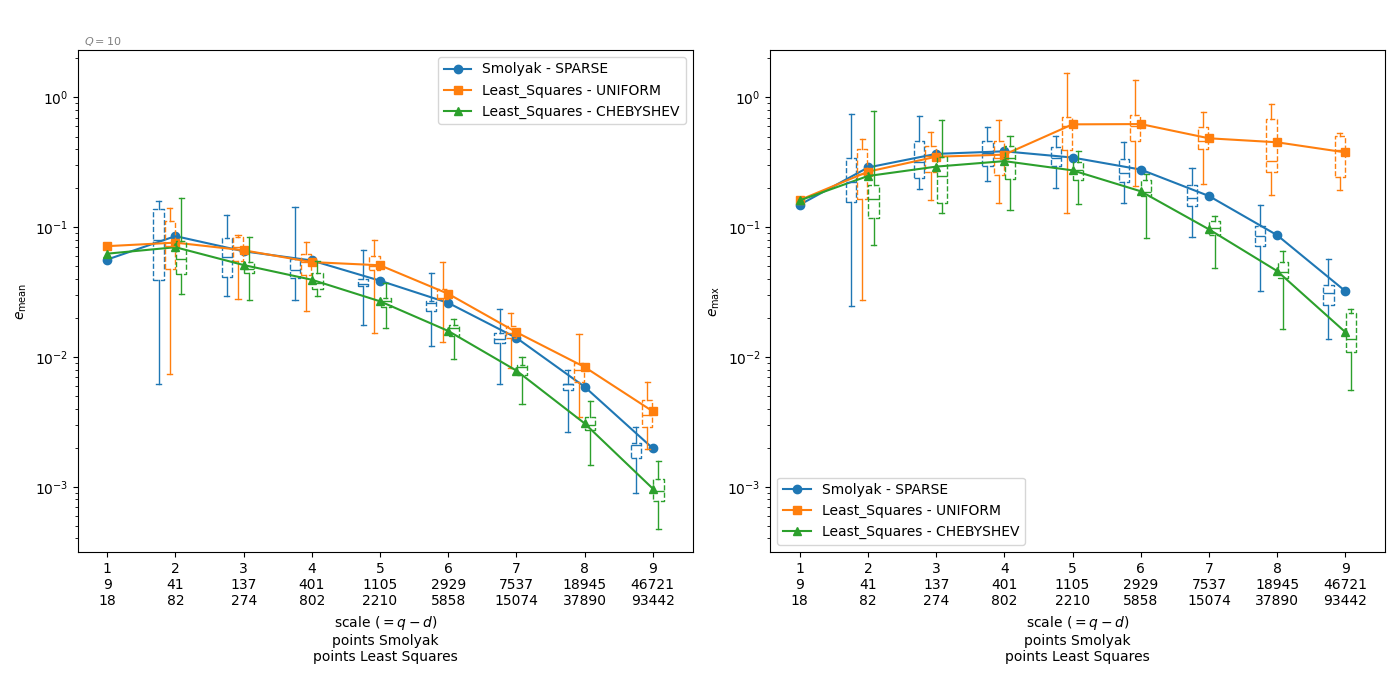 Q = 10
Smolyak - SPARSE
Least_Squares - UNIFORM
Least_Squares - CHEBYSHEV
10⁰
10⁻¹
10⁻²
10⁻³
e_mean
1 2 3 4 5 6 7 8 9
9 41 137 401 1105 2929 7537 18945 46721
18 82 274 802 2210 5858 15074 37890 93442
scale (= q − d)
points Smolyak
points Least Squares
10⁰
10⁻¹
10⁻²
10⁻³
e_max
Smolyak - SPARSE
Least_Squares - UNIFORM
Least_Squares - CHEBYSHEV
1 2 3 4 5 6 7 8 9
9 41 137 401 1105 2929 7537 18945 46721
18 82 274 802 2210 5858 15074 37890 93442
scale (= q − d)
points Smolyak
points Least Squares